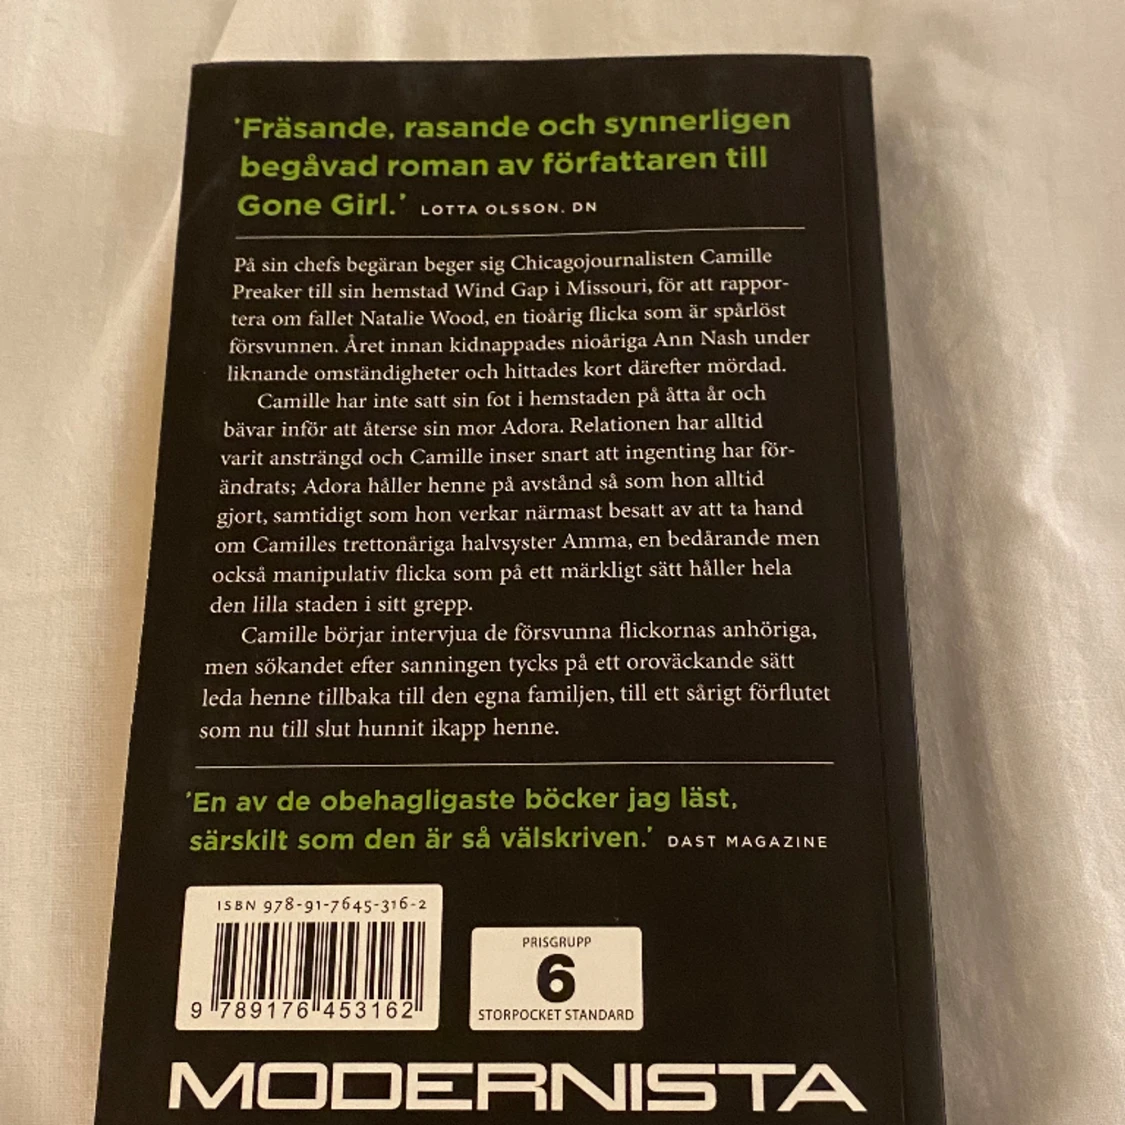 'Fräsande, rasande och synnerligen
begåvad roman av författaren till
Gone Girl.' LOTTA OLSSON, DN
På sin chefs begäran beger sig Chicagojournalisten Camille
Preaker till sin hemstad Wind Gap i Missouri, för att rappor-
tera om fallet Natalie Wood, en tioårig flicka som är spårlöst
försvunnen. Året innan kidnappades nioåriga Ann Nash under
liknande omständigheter och hittades kort därefter mördad.
Camille har inte satt sin fot i hemstaden på åtta år och
bävar inför att återse sin mor Adora. Relationen har alltid
varit ansträngd och Camille inser snart att ingenting har för-
ändrats; Adora håller henne på avstånd så som hon alltid
gjort, samtidigt som hon verkar närmast besatt av att ta hand
om Camilles trettonåriga halvsyster Amma, en bedårande men
också manipulativ flicka som på ett märkligt sätt håller hela
den lilla staden i sitt grepp.
Camille börjar intervjua de försvunna flickornas anhöriga,
men sökandet efter sanningen tycks på ett oroväckande sätt
leda henne tillbaka till den egna familjen, till ett sårigt förflutet
som nu till slut hunnit ikapp henne.
'En av de obehagligaste böcker jag läst,
särskilt som den är så välskriven.' DAST MAGAZINE
ISBN 978-91-7645-316-2
9 789176 453162
PRISGRUPP
6
STORPOCKET STANDARD
MODERNISTA